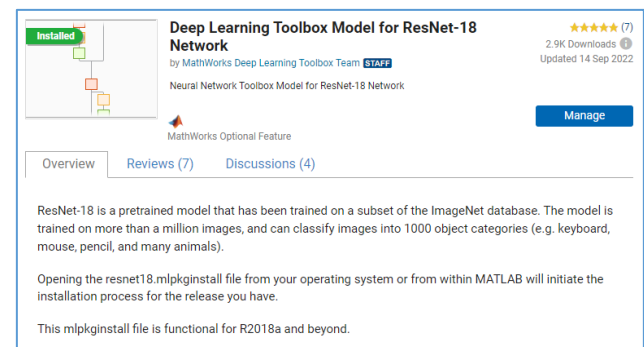 Installed
Deep Learning Toolbox Model for ResNet-18
Network
by MathWorks Deep Learning Toolbox Team STAFF
Neural Network Toolbox Model for ResNet-18 Network
(7)
2.9K Downloads
Updated 14 Sep 2022
MathWorks Optional Feature
Manage
Overview
Reviews (7)
Discussions (4)
ResNet-18 is a pretrained model that has been trained on a subset of the ImageNet database. The model is
trained on more than a million images, and can classify images into 1000 object categories (e.g. keyboard,
mouse, pencil, and many animals).
Opening the resnet18.mlpkginstall file from your operating system or from within MATLAB will initiate the
installation process for the release you have.
This mlpkginstall file is functional for R2018a and beyond.